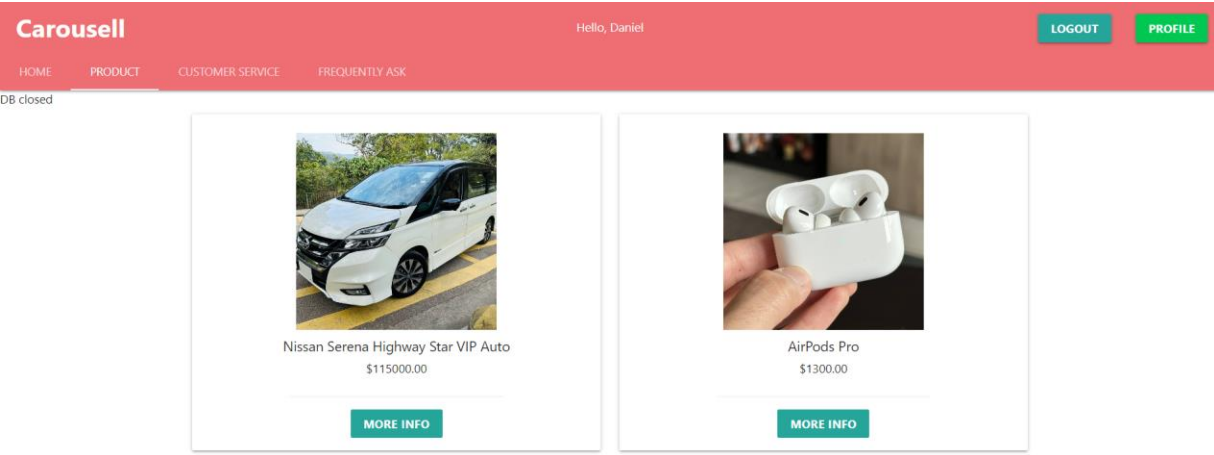 Carousell
Hello, Daniel
LOGOUT
PROFILE
HOME
PRODUCT
CUSTOMER SERVICE
FREQUENTLY ASK
DB closed
Nissan Serena Highway Star VIP Auto
$115000.00
MORE INFO
AirPods Pro
$1300.00
MORE INFO